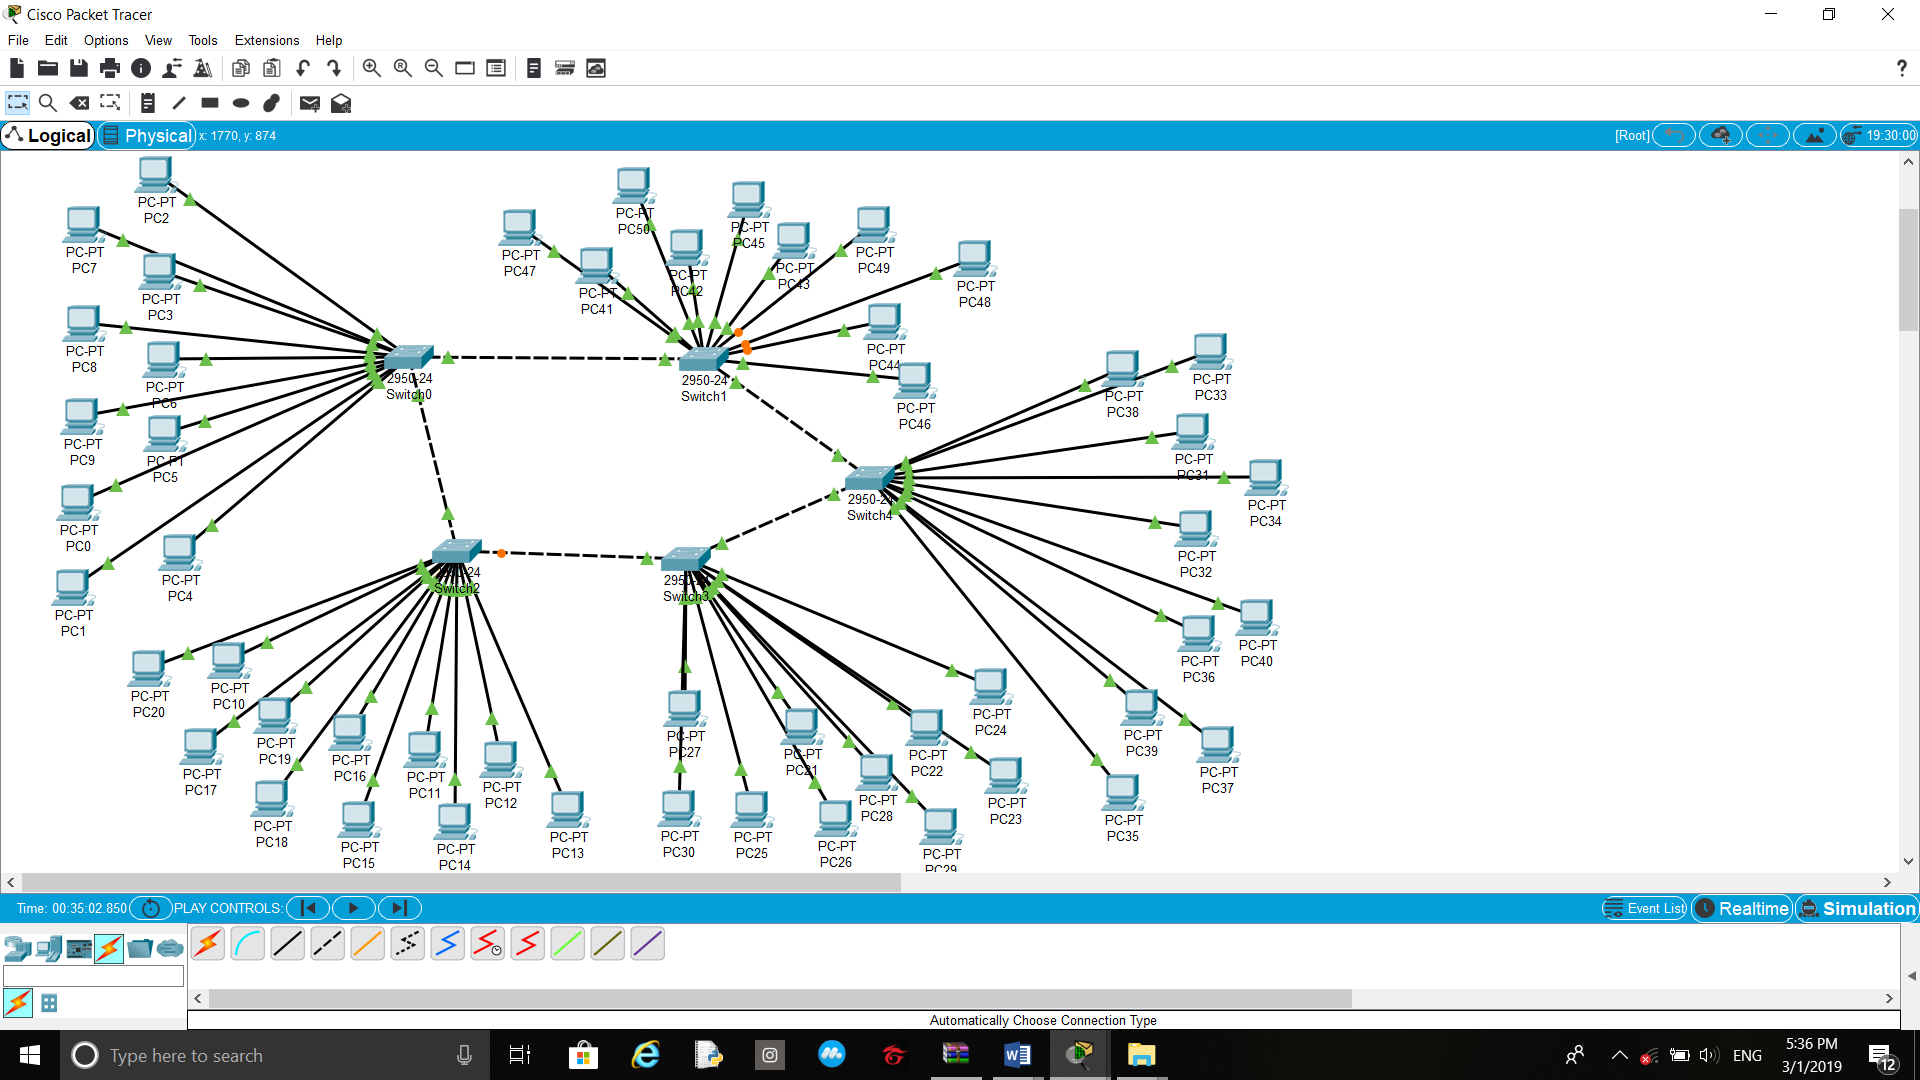 Cisco Packet Tracer
File Edit Options View Tools Extensions Help
Logical Physical x: 1770, y: 874 [Root] 19:30:00
PC-PT
PC2
PC-PT
PC7
PC-PT
PC3
PC-PT
PC8
PC-PT
PC6
PC-PT
PC9
PC-PT
PC5
PC-PT
PC0
PC-PT
PC4
PC-PT
PC1
2950-24
Switch0
PC-PT
PC50
PC-PT
PC45
PC-PT
PC47
PC-PT
PC42
PC-PT
PC43
PC-PT
PC49
PC-PT
PC41
PC-PT
PC48
PC-PT
PC44
PC-PT
PC46
2950-24
Switch1
PC-PT
PC38
PC-PT
PC33
PC-PT
PC31
PC-PT
PC34
PC-PT
PC32
PC-PT
PC36
PC-PT
PC40
PC-PT
PC39
PC-PT
PC37
PC-PT
PC35
2950-24
Switch4
2950-24
Switch2
PC-PT
PC20
PC-PT
PC10
PC-PT
PC19
PC-PT
PC17
PC-PT
PC16
PC-PT
PC11
PC-PT
PC12
PC-PT
PC18
PC-PT
PC15
PC-PT
PC14
PC-PT
PC13
2950-24
Switch3
PC-PT
PC27
PC-PT
PC21
PC-PT
PC22
PC-PT
PC24
PC-PT
PC28
PC-PT
PC23
PC-PT
PC30
PC-PT
PC25
PC-PT
PC26
PC-PT
PC29
Time: 00:35:02.850 PLAY CONTROLS: Event List Realtime Simulation
Automatically Choose Connection Type
Type here to search
ENG
5:36 PM
3/1/2019
12